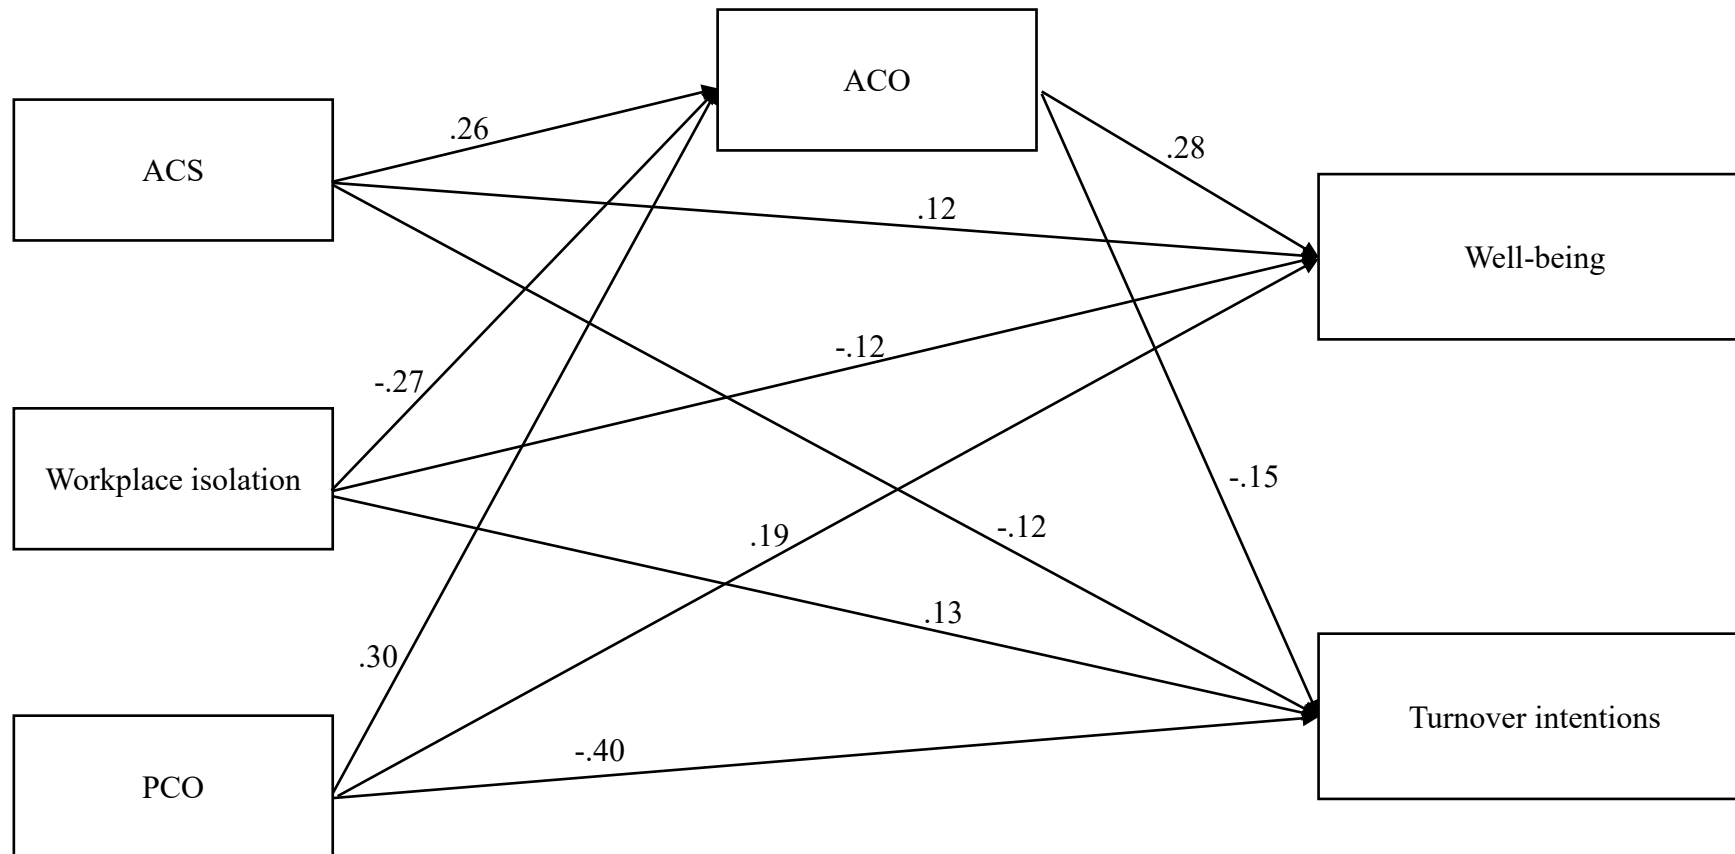 ACO
.26
ACS
.28
.12
Well-being
-.12
-.27
Workplace isolation
-.15
.19
-.12
.13
.30
Turnover intentions
-.40
PCO